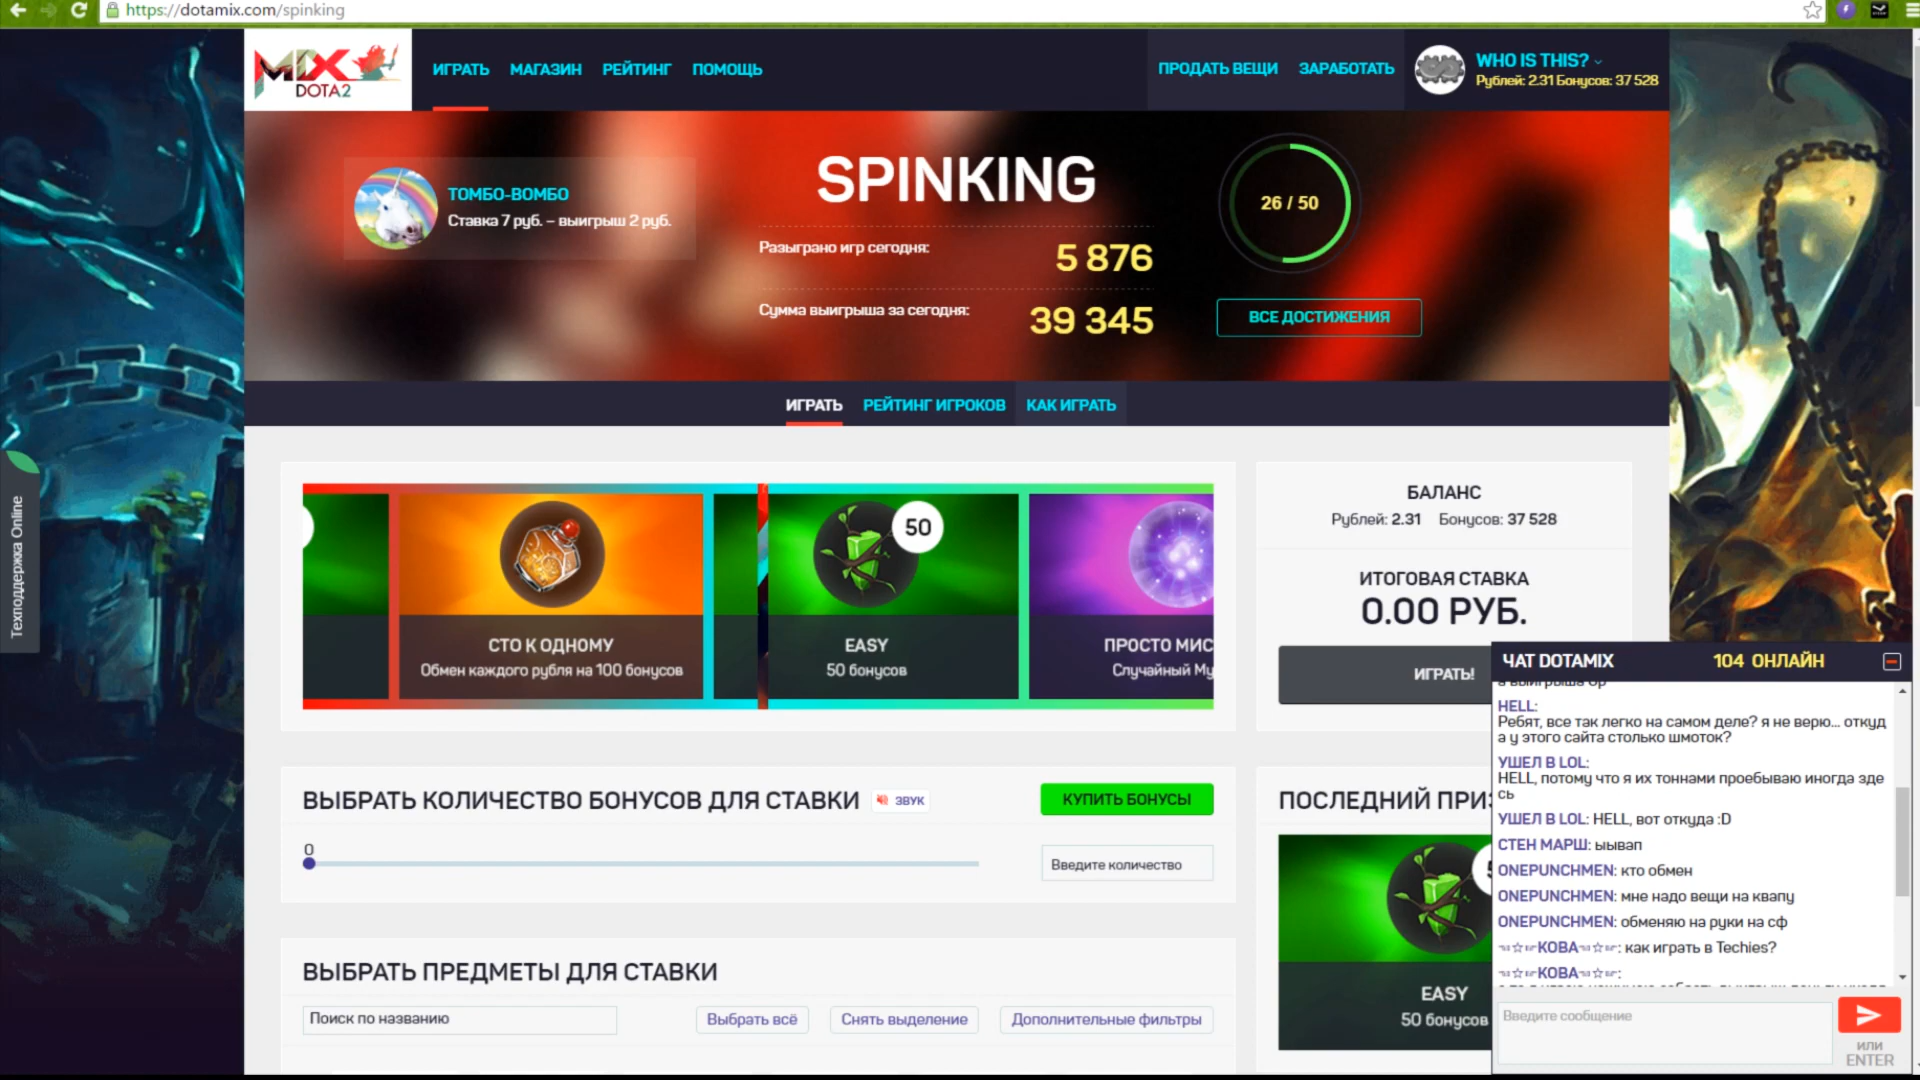 https://dotamix.com/spinking
MIX
DOTA2
ИГРАТЬ МАГАЗИН РЕЙТИНГ ПОМОЩЬ
ПРОДАТЬ ВЕЩИ ЗАРАБОТАТЬ
WHO IS THIS?
Рублей: 2.31 Бонусов: 37 528
ТОМБО-ВОМБО
Ставка 7 руб. – выигрыш 2 руб.
SPINKING
Разыграно игр сегодня:
5 876
Сумма выигрыша за сегодня:
39 345
26 / 50
ВСЕ ДОСТИЖЕНИЯ
ИГРАТЬ РЕЙТИНГ ИГРОКОВ КАК ИГРАТЬ
Техподдержка Online
СТО К ОДНОМУ
Обмен каждого рубля на 100 бонусов
50
EASY
50 бонусов
ПРОСТО МИС
Случайный Му
БАЛАНС
Рублей: 2.31 Бонусов: 37 528
ИТОГОВАЯ СТАВКА
0.00 РУБ.
ИГРАТЬ!
ВЫБРАТЬ КОЛИЧЕСТВО БОНУСОВ ДЛЯ СТАВКИ
ЗВУК
КУПИТЬ БОНУСЫ
0
Введите количество
ВЫБРАТЬ ПРЕДМЕТЫ ДЛЯ СТАВКИ
Поиск по названию
Выбрать всё
Снять выделение
Дополнительные фильтры
ПОСЛЕДНИЙ ПРИЗ
EASY
50 бонусов
ЧАТ DOTAMIX
104 ОНЛАЙН
а выигрыша бр
HELL:
Ребят, все так легко на самом деле? я не верю... откуд
а у этого сайта столько шмоток?
УШЕЛ В LOL:
HELL, потому что я их тоннами проебываю иногда зде
сь
УШЕЛ В LOL: HELL, вот откуда :D
СТЕН МАРШ: ыывап
ONEPUNCHMEN: кто обмен
ONEPUNCHMEN: мне надо вещи на квапу
ONEPUNCHMEN: обменяю на руки на сф
☜☆☞КОВА☜☆☞: как играть в Techies?
☜☆☞КОВА☜☆☞:
Введите сообщение
ИЛИ
ENTER